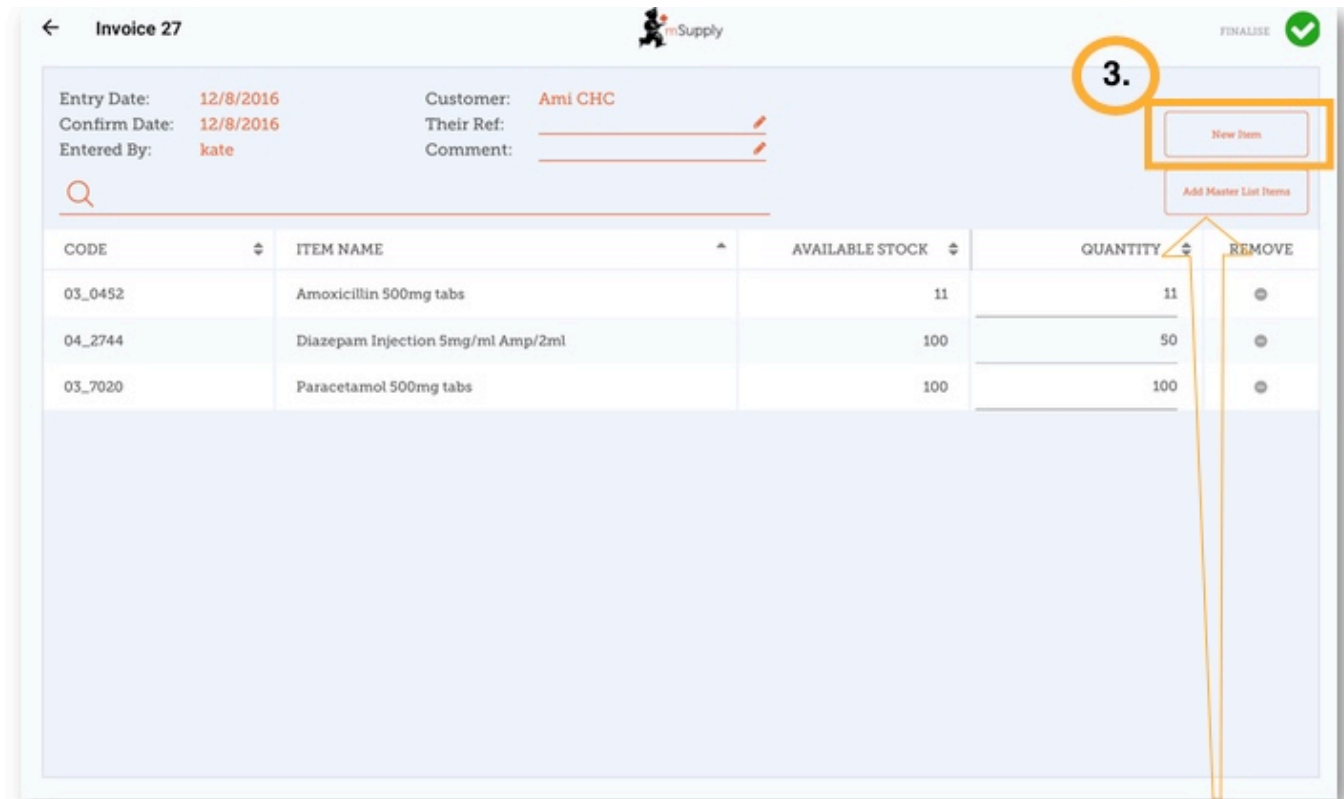 Invoice 27
mSupply
FINALISE
3.
Entry Date: 12/8/2016 Customer: Ami CHC
Confirm Date: 12/8/2016 Their Ref:
Entered By: kate Comment:
New Item
Add Master List Items
CODE ITEM NAME AVAILABLE STOCK QUANTITY REMOVE
03_0452 Amoxicillin 500mg tabs 11 11
04_2744 Diazepam Injection 5mg/ml Amp/2ml 100 50
03_7020 Paracetamol 500mg tabs 100 100